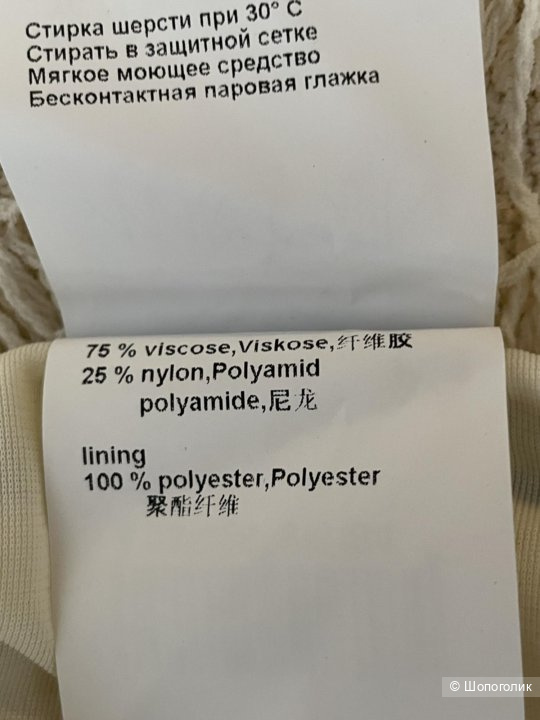 Стирка шерсти при 30° C
Стирать в защитной сетке
Мягкое моющее средство
Бесконтактная паровая глажка
75 % viscose,Viskose,纤维胶
25 % nylon,Polyamid
polyamide,尼龙
lining
100 % polyester,Polyester
聚酯纤维
© Шопоголик